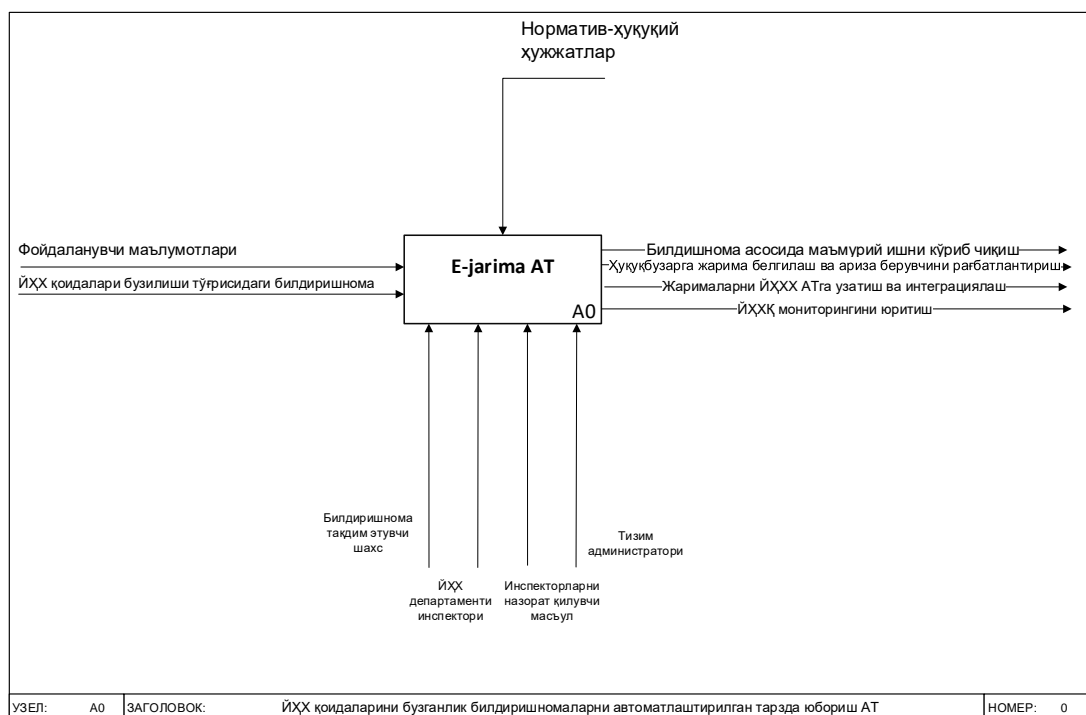 Норматив-ҳуқуқий
ҳужжатлар
Фойдаланувчи маълумотлари
ЙҲХ қоидалари бузилиши тўғрисидаги билдиришнома
E-jarima АТ
A0
Билдишнома асосида маъмурий ишни кўриб чиқиш
Ҳуқуқбузарга жарима белгилаш ва ариза берувчини рағбатлантириш
Жарималарни ЙҲХХ АТга узатиш ва интеграциялаш
ЙҲХҚ мониторингини юритиш
Билдиришнома
тақдим этувчи
шахс
ЙҲХ
департаменти
инспектори
Инспекторларни
назорат қилувчи
масъул
Тизим
администратори
УЗЕЛ: A0 ЗАГОЛОВОК: ЙҲХ қоидаларини бузганлик билдиришномаларни автоматлаштирилган тарзда юбориш АТ НОМЕР: 0